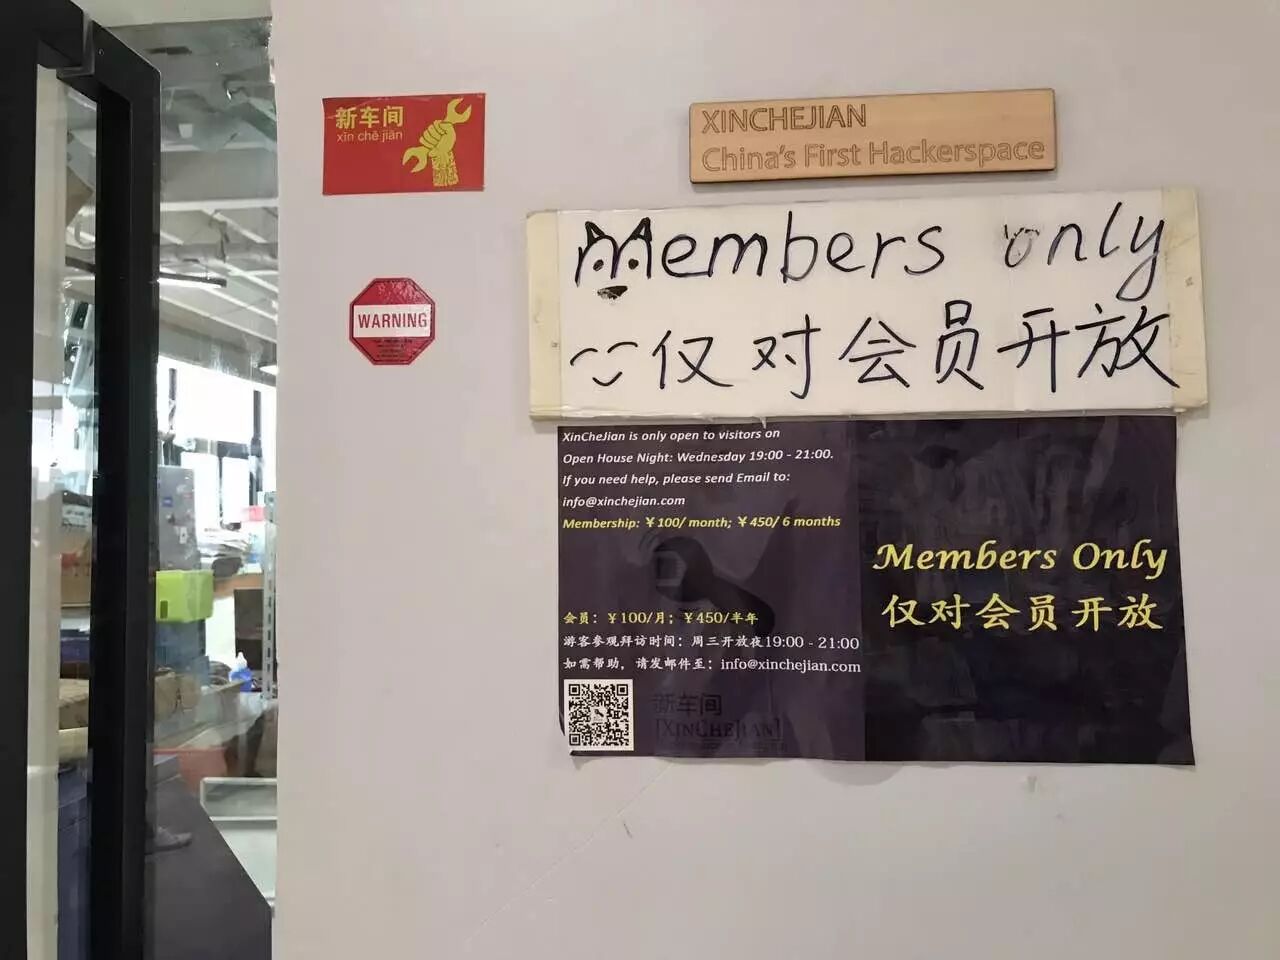 新车间
xīn chē jiān
XINCHEJIAN
China's First Hackerspace
Members only
仅对会员开放
WARNING
XinCheJian is only open to visitors on
Open House Night: Wednesday 19:00 - 21:00.
If you need help, please send Email to:
info@xinchejian.com
Membership: ￥100/ month; ￥450/ 6 months
会员：￥100/月；￥450/半年
游客参观拜访时间：周三开放夜19:00 - 21:00
如需帮助，请发邮件至：info@xinchejian.com
新车间
[XINCHEJIAN]
Members Only
仅对会员开放